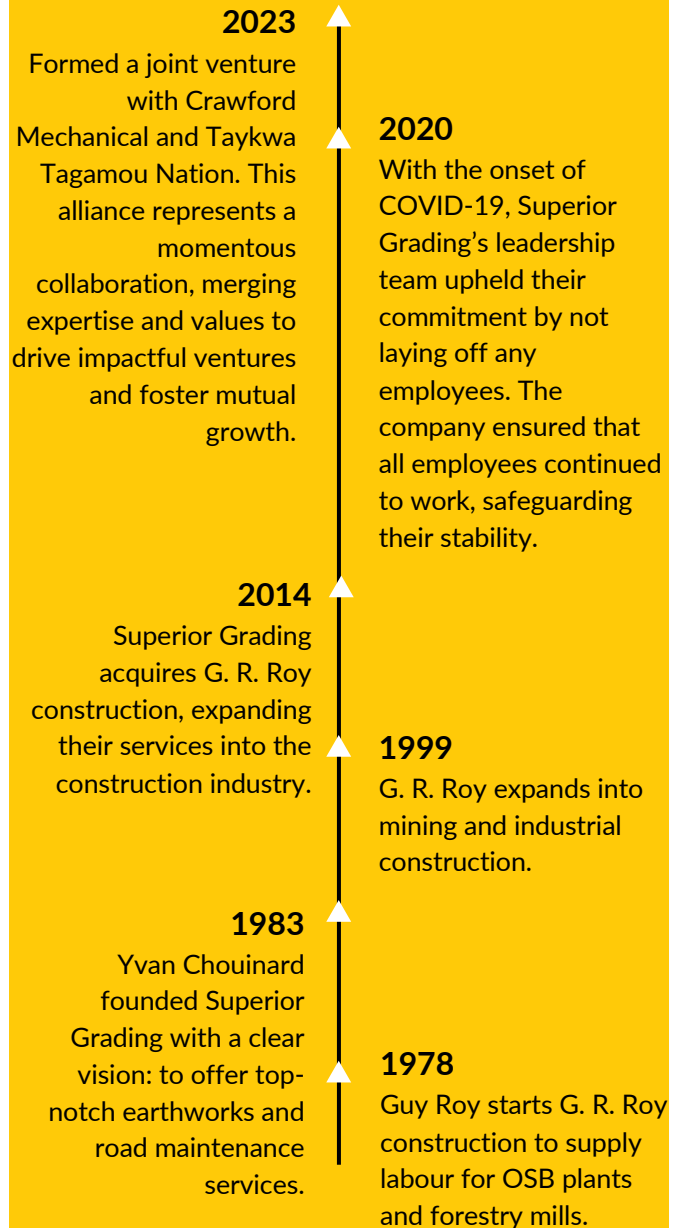 2023
Formed a joint venture
with Crawford
Mechanical and Taykwa
Tagamou Nation. This
alliance represents a
momentous
collaboration, merging
expertise and values to
drive impactful ventures
and foster mutual
growth.
2020
With the onset of
COVID-19, Superior
Grading’s leadership
team upheld their
commitment by not
laying off any
employees. The
company ensured that
all employees continued
to work, safeguarding
their stability.
2014
Superior Grading
acquires G. R. Roy
construction, expanding
their services into the
construction industry.
1999
G. R. Roy expands into
mining and industrial
construction.
1983
Yvan Chouinard
founded Superior
Grading with a clear
vision: to offer top-
notch earthworks and
road maintenance
services.
1978
Guy Roy starts G. R. Roy
construction to supply
labour for OSB plants
and forestry mills.